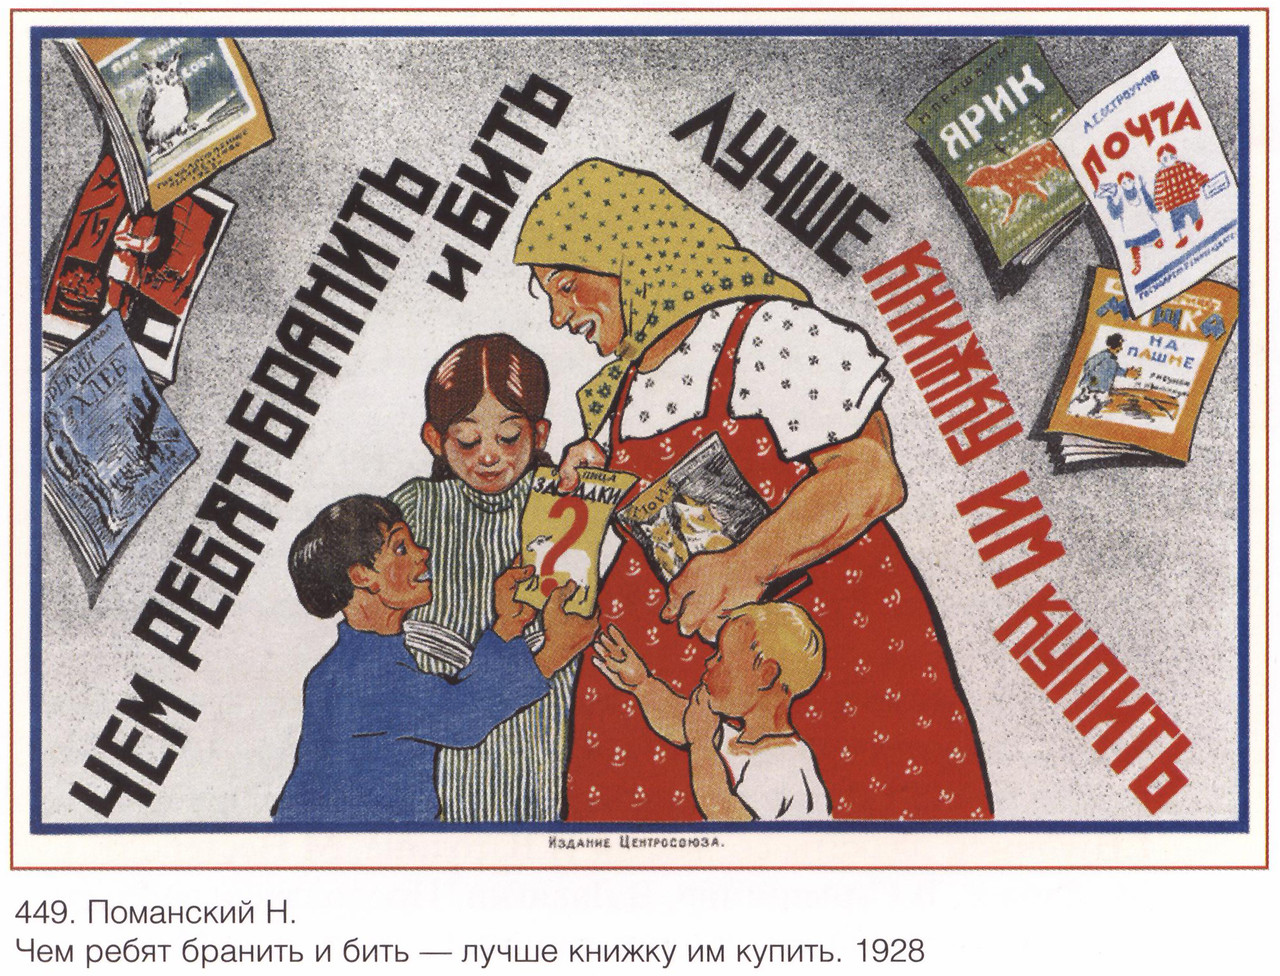 ЧЕМ РЕБЯТ БРАНИТЬ
И БИТЬ
ЛУЧШЕ
КНИЖКУ
ИМ КУПИТЬ
ЯРИК
А. ОСТРОУМОВ
ПОЧТА
НА
ПАШНЕ
ХЛЕБ
ЗАГАДКИ
?
Издание Центросоюза.
449. Поманский Н.
Чем ребят бранить и бить — лучше книжку им купить. 1928